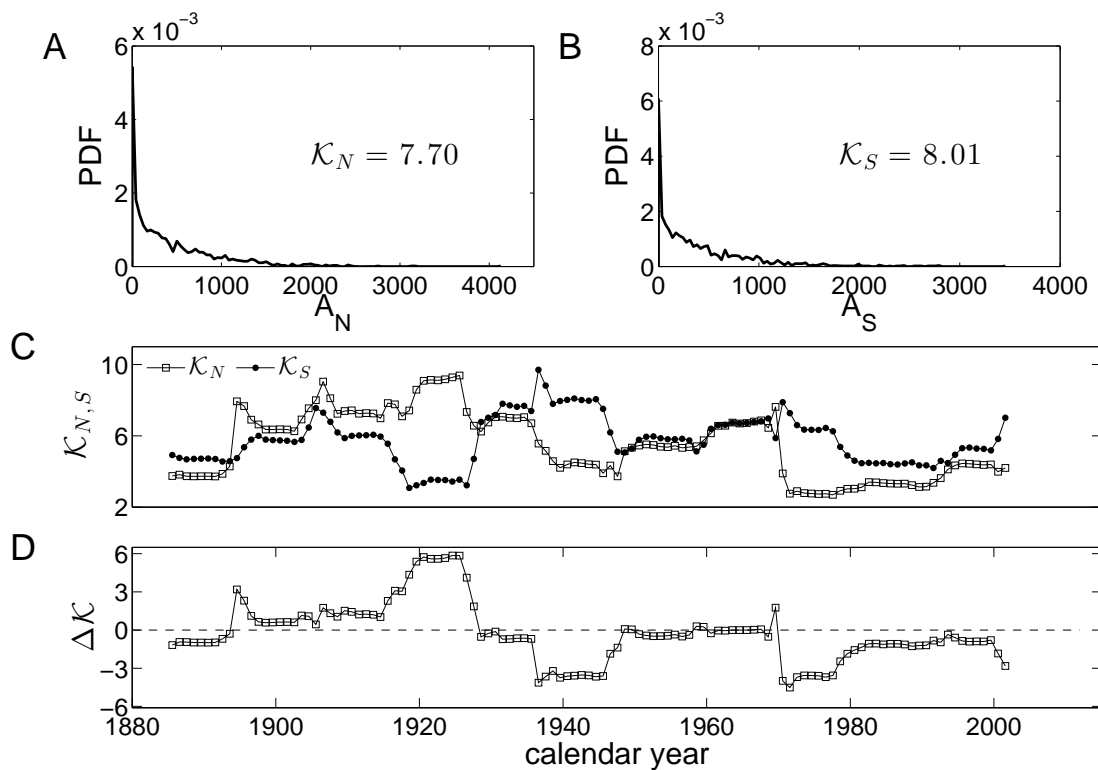 A
x 10⁻³
6
4
2
0
PDF
𝒦_N = 7.70
0 1000 2000 3000 4000
A_N
B
x 10⁻³
8
6
4
2
0
PDF
𝒦_S = 8.01
0 1000 2000 3000 4000
A_S
C
10
6
2
𝒦_N,S
𝒦_N 𝒦_S
D
6
3
0
−3
−6
Δ𝒦
1880 1900 1920 1940 1960 1980 2000
calendar year